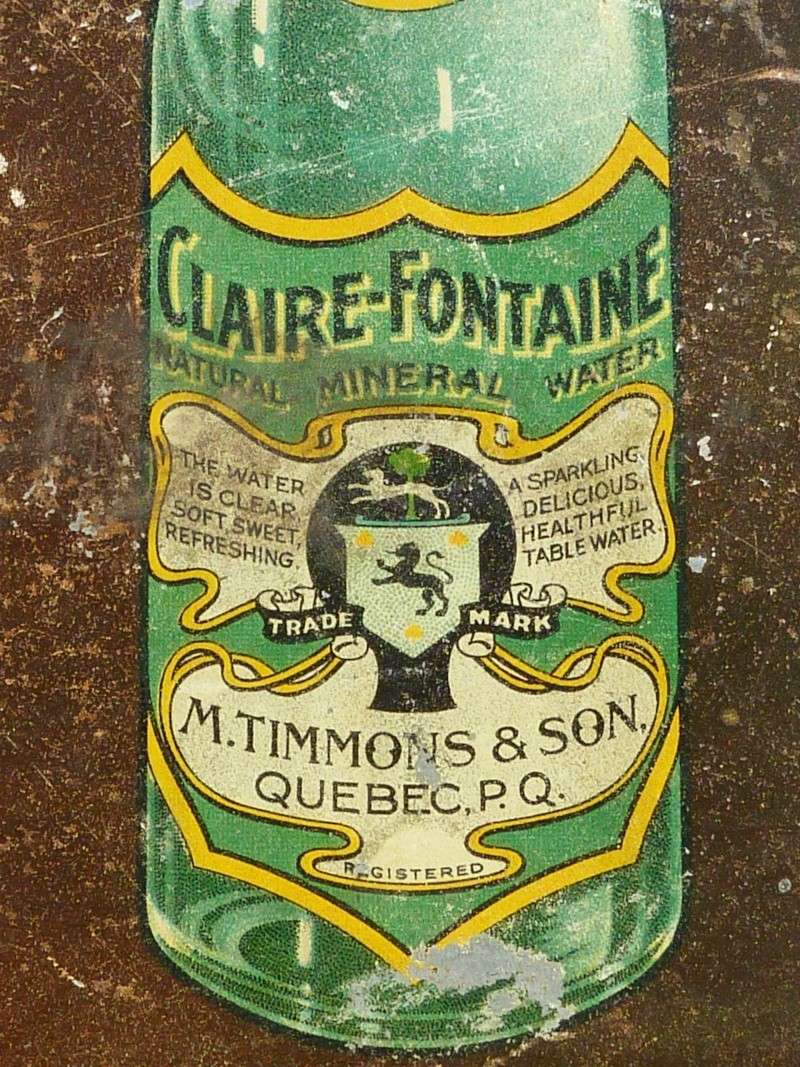 CLAIRE-FONTAINE
NATURAL MINERAL WATER
THE WATER
IS CLEAR,
SOFT SWEET,
REFRESHING.
A SPARKLING
DELICIOUS,
HEALTHFUL
TABLE WATER.
TRADE MARK
M. TIMMONS & SON,
QUEBEC, P. Q.
REGISTERED